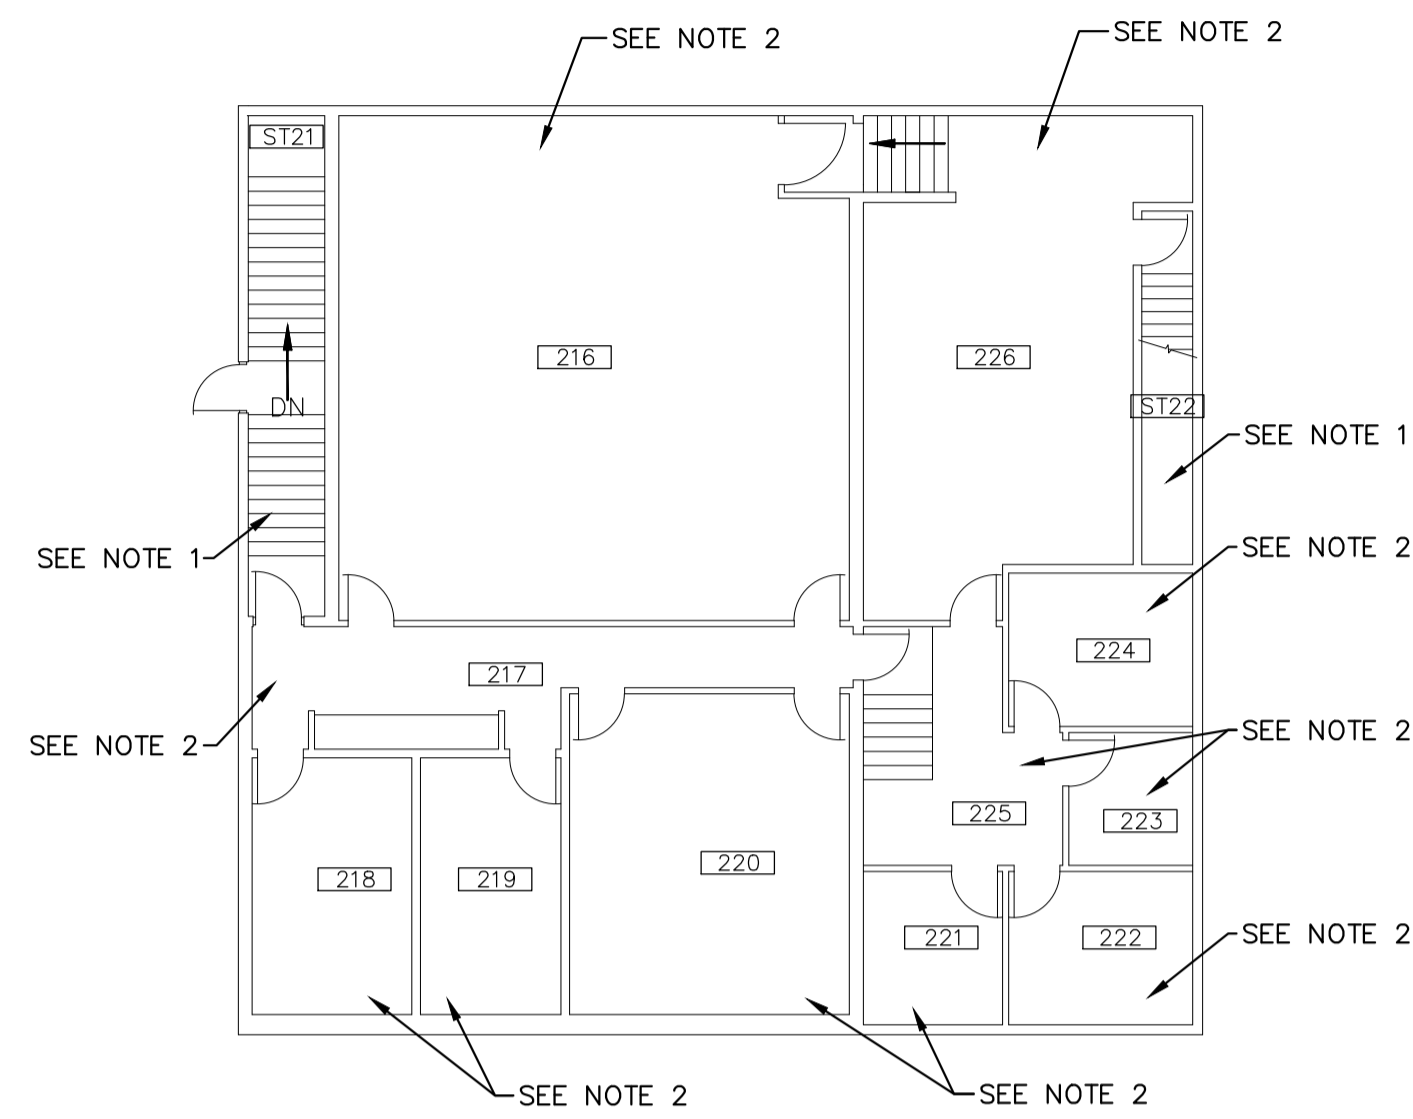 SEE NOTE 2
SEE NOTE 2
ST21
216
226
DN
ST22
SEE NOTE 1
SEE NOTE 1
SEE NOTE 2
224
217
SEE NOTE 2
SEE NOTE 2
225
223
220
218
219
221
222
SEE NOTE 2
SEE NOTE 2
SEE NOTE 2